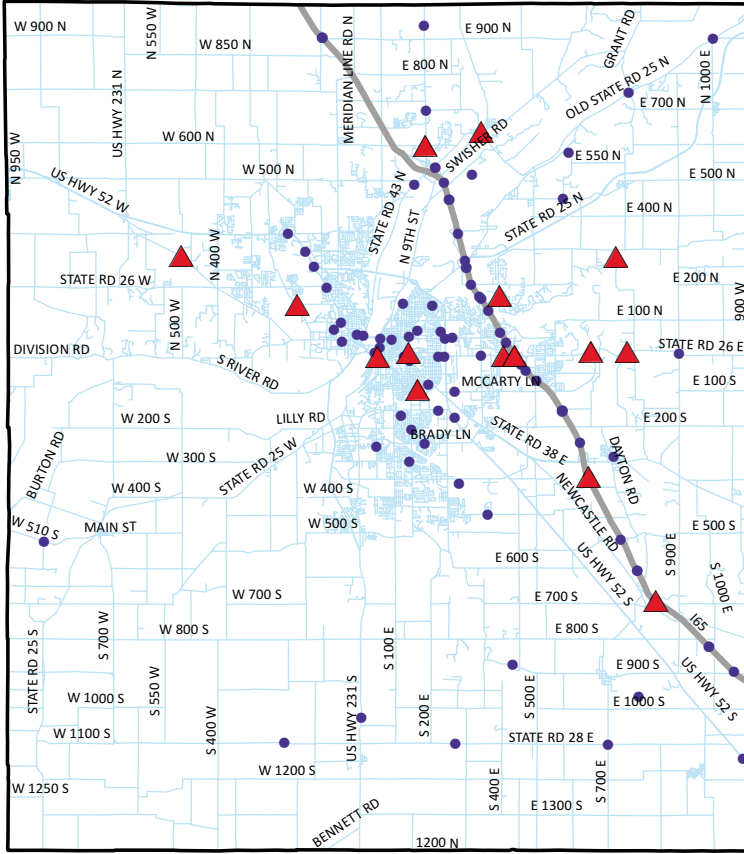 W 900 N
N 550 W
W 850 N
MERIDIAN LINE RD N
E 900 N
GRANT RD
E 800 N
OLD STATE RD 25 N
N 1000 E
E 700 N
US HWY 231 N
W 600 N
SWISHER RD
N 950 W
US HWY 52 W
W 500 N
E 550 N
E 500 N
STATE RD 43 N
N 9TH ST
STATE RD 25 N
E 400 N
N 400 W
STATE RD 26 W
E 200 N
900 W
N 500 W
E 100 N
DIVISION RD
STATE RD 26 E
S RIVER RD
MCCARTY LN
E 100 S
W 200 S
LILLY RD
E 200 S
BURTON RD
BRADY LN
STATE RD 38 E
DAYTON RD
W 300 S
STATE RD 25 W
W 400 S
W 400 S
NEWCASTLE RD
W 510 S
MAIN ST
W 500 S
E 500 S
US HWY 52 S
E 600 S
S 900 E
S 1000 E
W 700 S
E 700 S
I65
S 700 W
W 800 S
S 100 E
E 800 S
STATE RD 25 S
E 900 S
US HWY 52 S
S 550 W
W 1000 S
S 500 E
E 1000 S
S 400 W
US HWY 231 S
S 200 E
W 1100 S
STATE RD 28 E
W 1200 S
S 400 E
S 700 E
W 1250 S
E 1300 S
BENNETT RD
1200 N